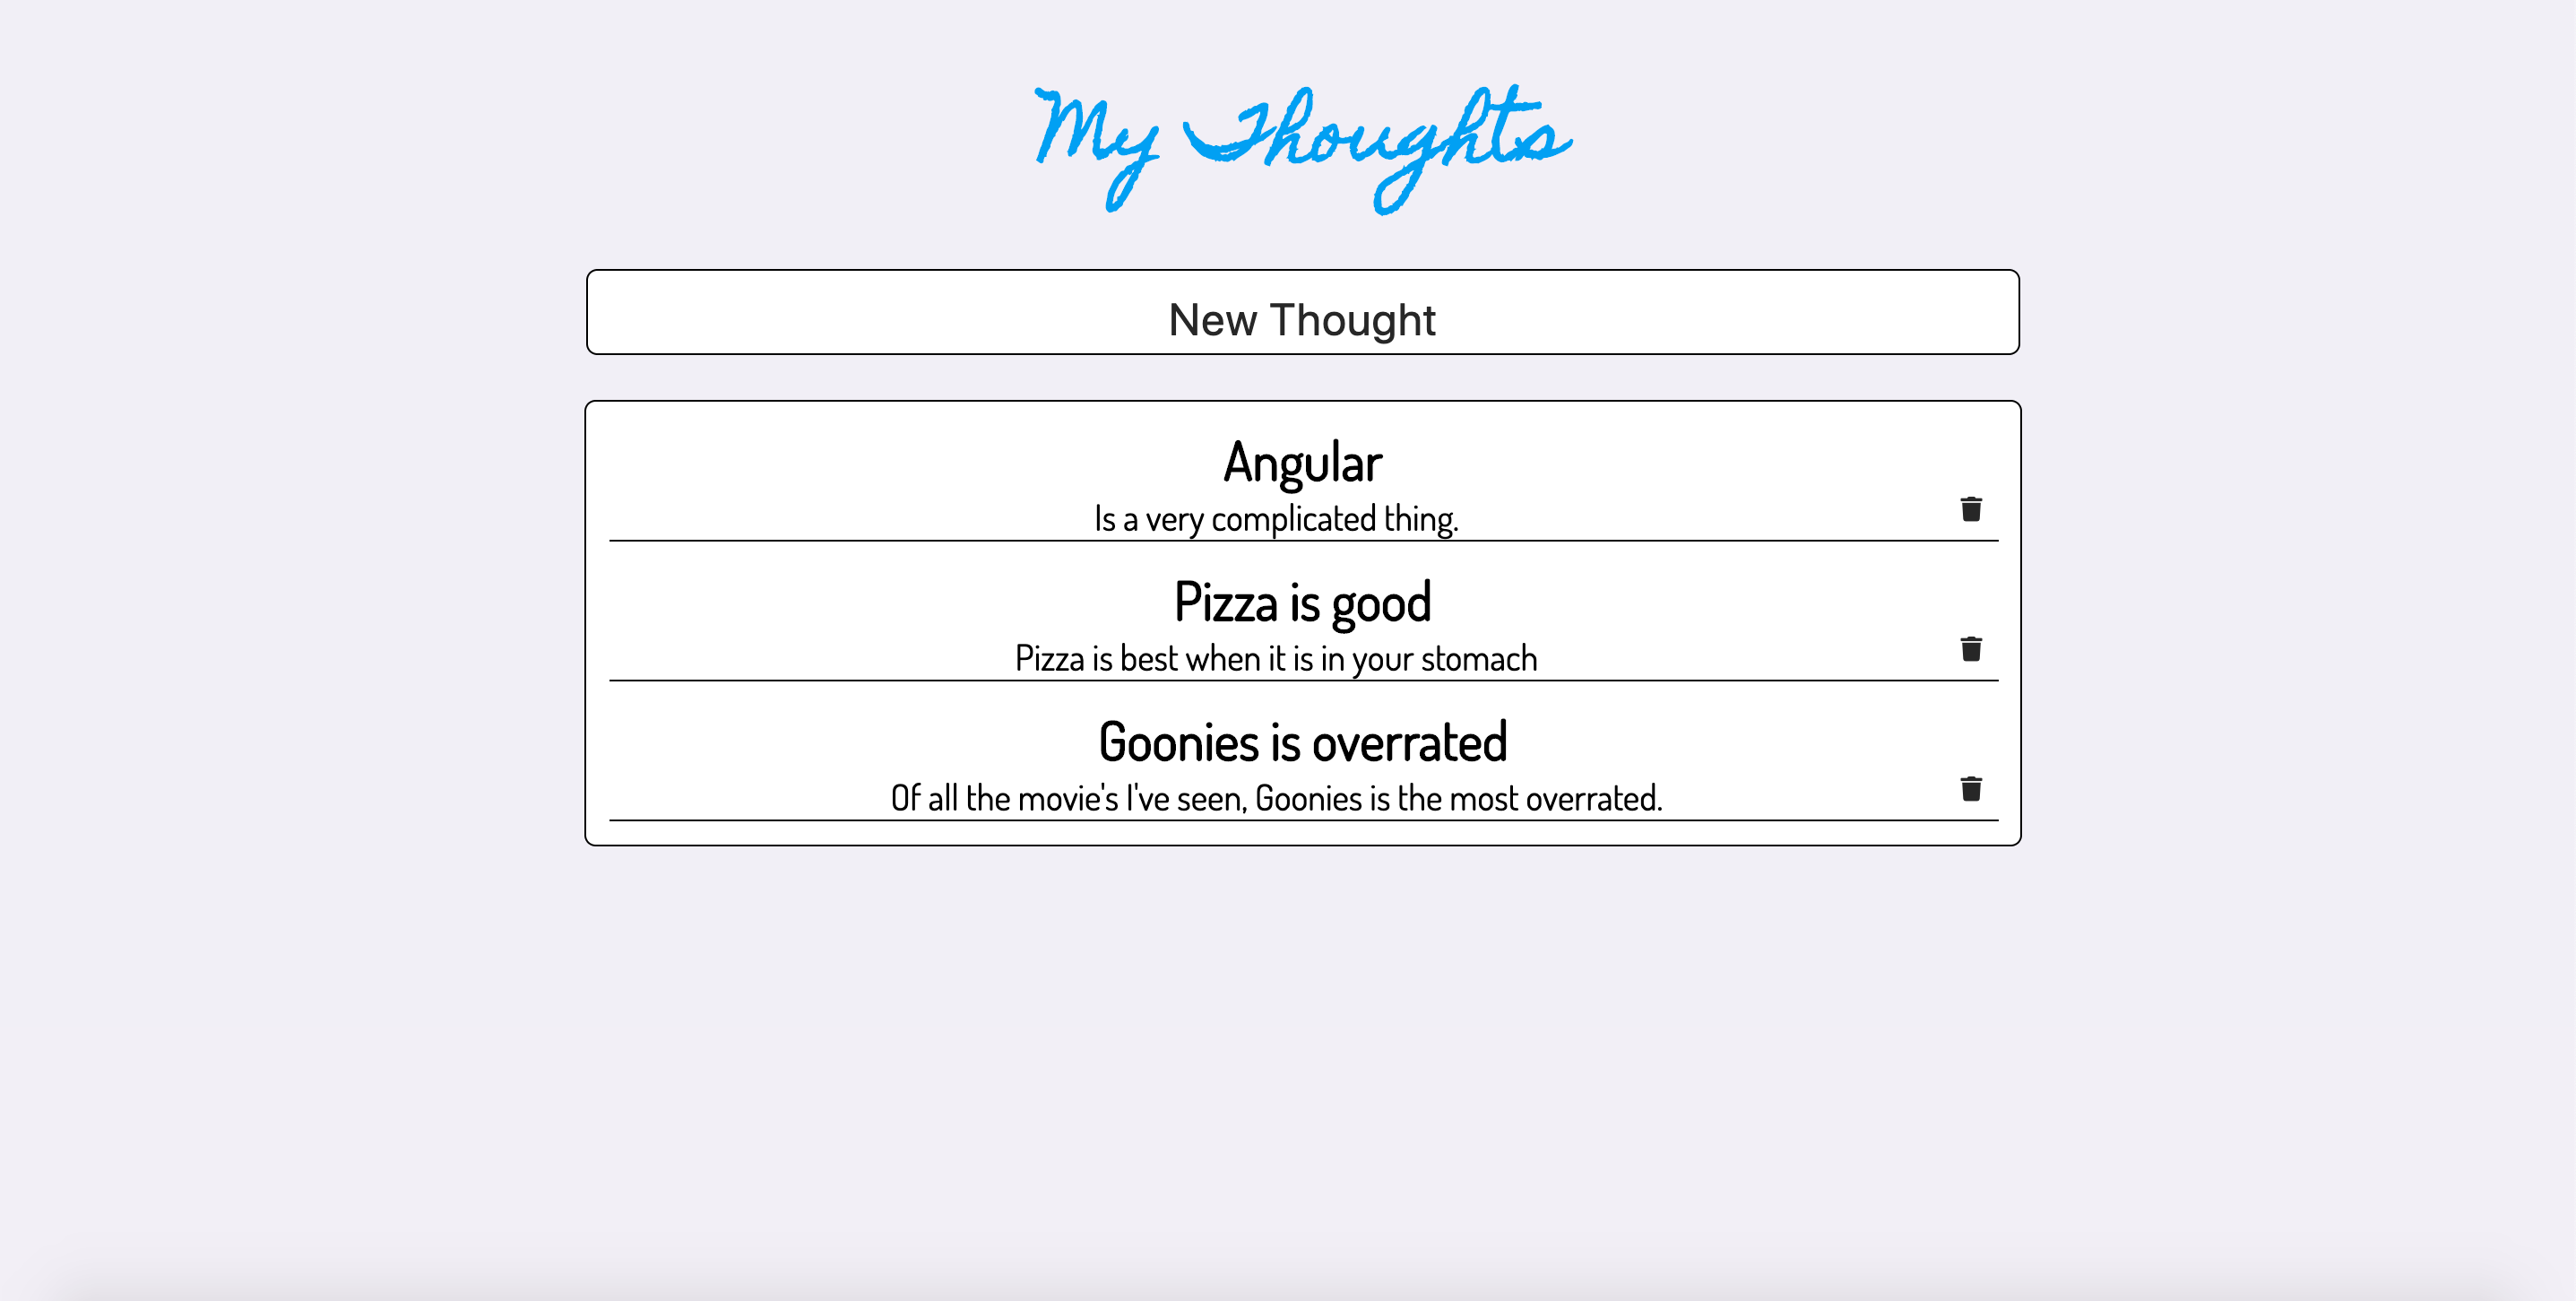 My Thoughts
New Thought
Angular
Is a very complicated thing.
Pizza is good
Pizza is best when it is in your stomach
Goonies is overrated
Of all the movie's I've seen, Goonies is the most overrated.